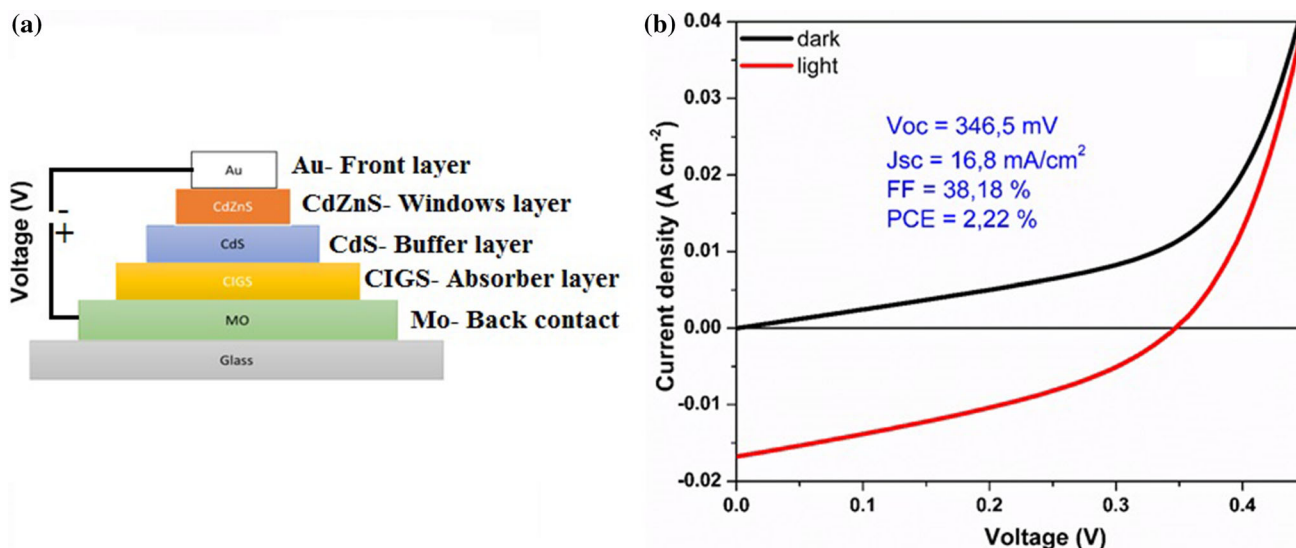 (a)
Voltage (V)
-
+
Au
Au- Front layer
CdZnS
CdZnS- Windows layer
CdS
CdS- Buffer layer
CIGS
CIGS- Absorber layer
MO
Mo- Back contact
Glass
(b)
Current density (A cm-2)
0.04
0.03
0.02
0.01
0.00
-0.01
-0.02
dark
light
Voc = 346,5 mV
Jsc = 16,8 mA/cm2
FF = 38,18 %
PCE = 2,22 %
0.0
0.1
0.2
0.3
0.4
Voltage (V)